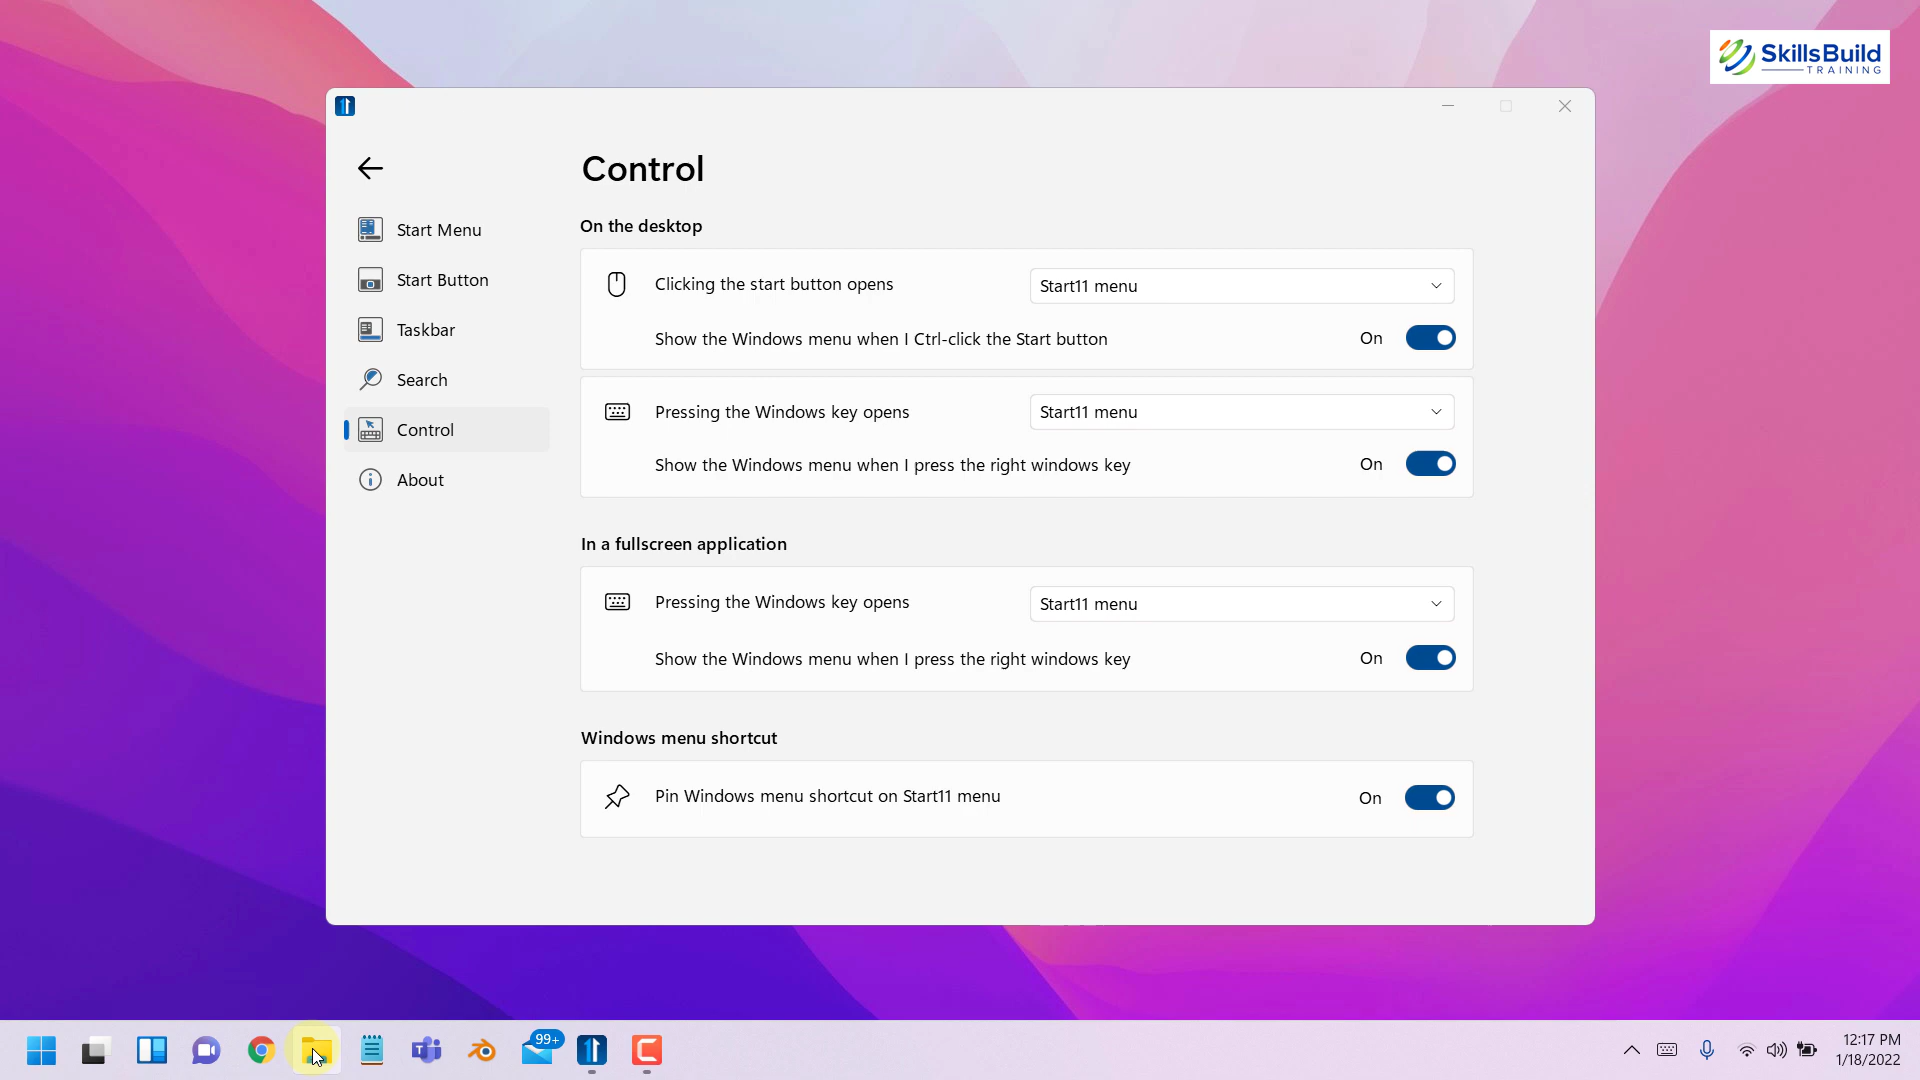 SkillsBuild
TRAINING
Control
Start Menu
Start Button
Taskbar
Search
Control
About
On the desktop
Clicking the start button opens
Start11 menu
Show the Windows menu when I Ctrl-click the Start button
On
Pressing the Windows key opens
Start11 menu
Show the Windows menu when I press the right windows key
On
In a fullscreen application
Pressing the Windows key opens
Start11 menu
Show the Windows menu when I press the right windows key
On
Windows menu shortcut
Pin Windows menu shortcut on Start11 menu
On
99+
12:17 PM
1/18/2022